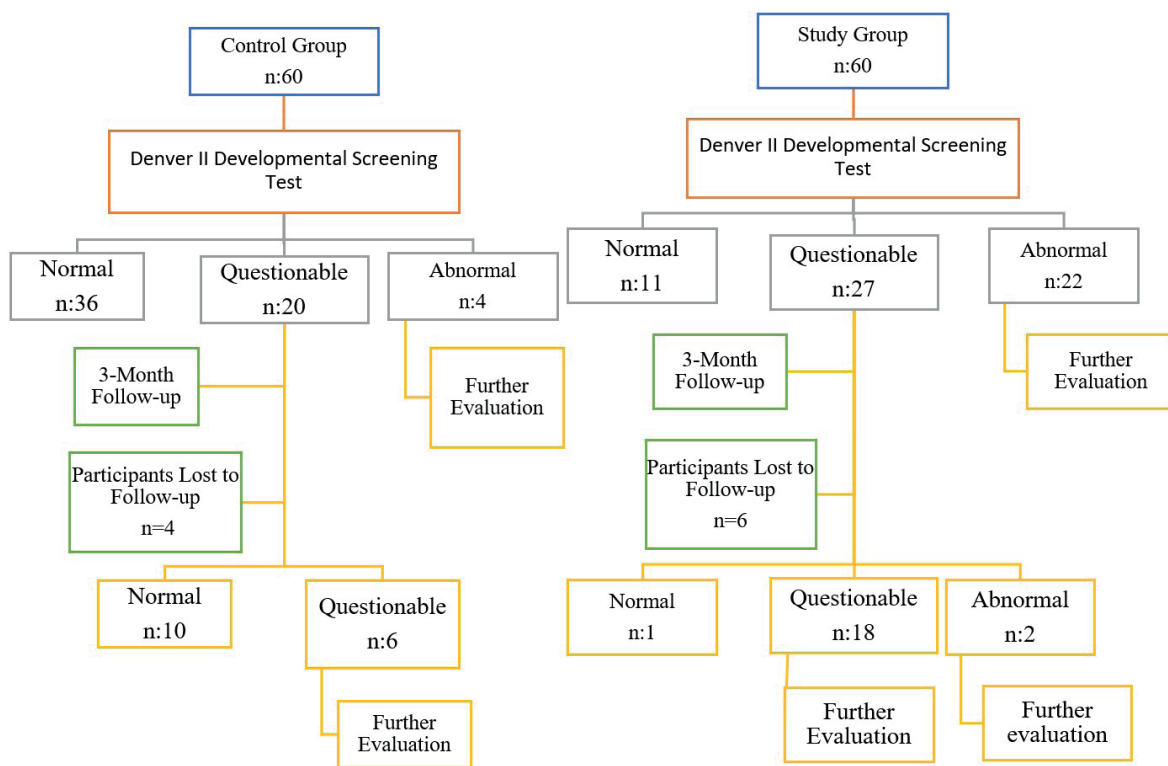 Control Group
n:60
Denver II Developmental Screening
Test
Normal
n:36
Questionable
n:20
Abnormal
n:4
3-Month
Follow-up
Further
Evaluation
Participants Lost to
Follow-up
n=4
Normal
n:10
Questionable
n:6
Further
Evaluation
Study Group
n:60
Denver II Developmental Screening
Test
Normal
n:11
Questionable
n:27
Abnormal
n:22
3-Month
Follow-up
Further
Evaluation
Participants Lost to
Follow-up
n=6
Normal
n:1
Questionable
n:18
Abnormal
n:2
Further
Evaluation
Further
evaluation